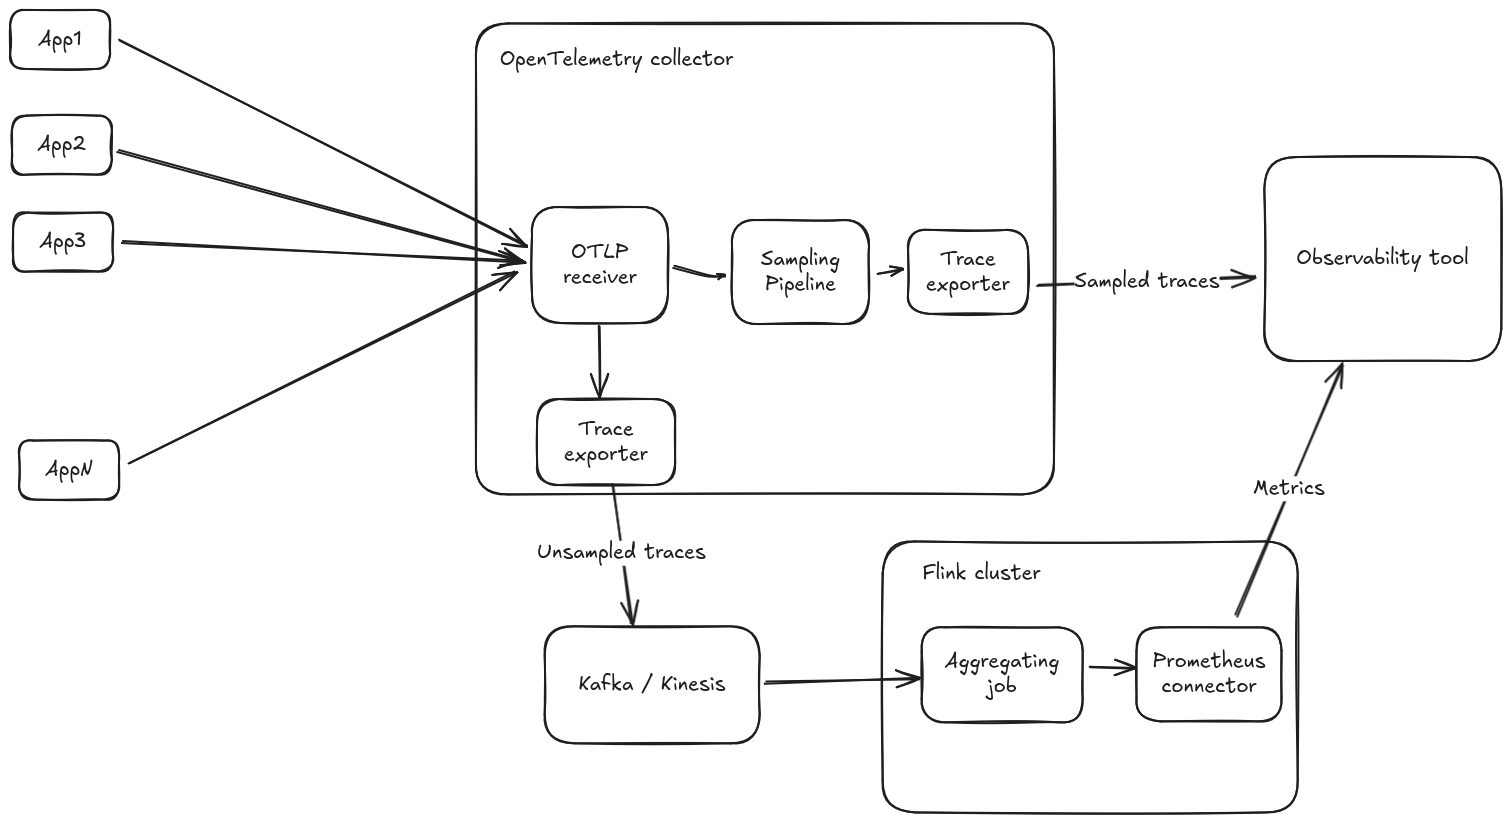 App1
OpenTelemetry collector
App2
App3
OTLP
receiver
Sampling
Pipeline
Trace
exporter
Sampled traces
Observability tool
Trace
exporter
AppN
Metrics
Unsampled traces
Flink cluster
Kafka / Kinesis
Aggregating
job
Prometheus
connector